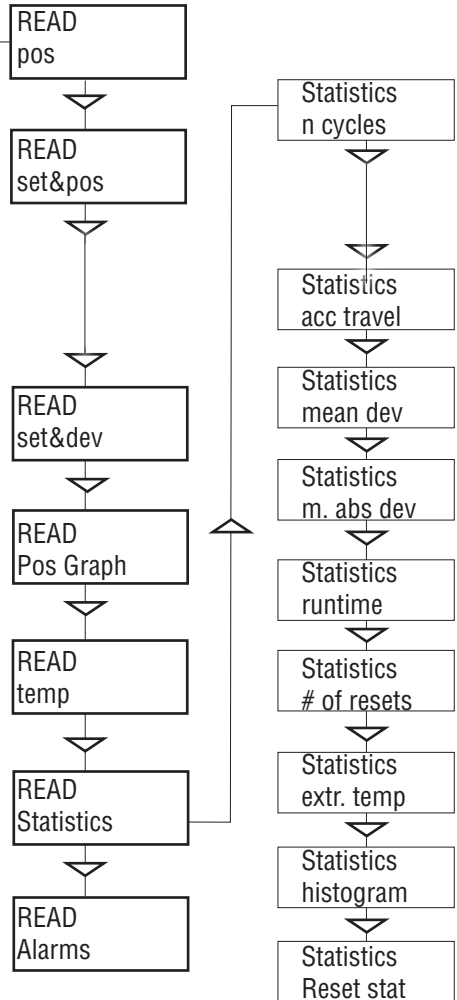 READ
pos
READ
set&pos
READ
set&dev
READ
Pos Graph
READ
temp
READ
Statistics
READ
Alarms
Statistics
n cycles
Statistics
acc travel
Statistics
mean dev
Statistics
m. abs dev
Statistics
runtime
Statistics
# of resets
Statistics
extr. temp
Statistics
histogram
Statistics
Reset stat